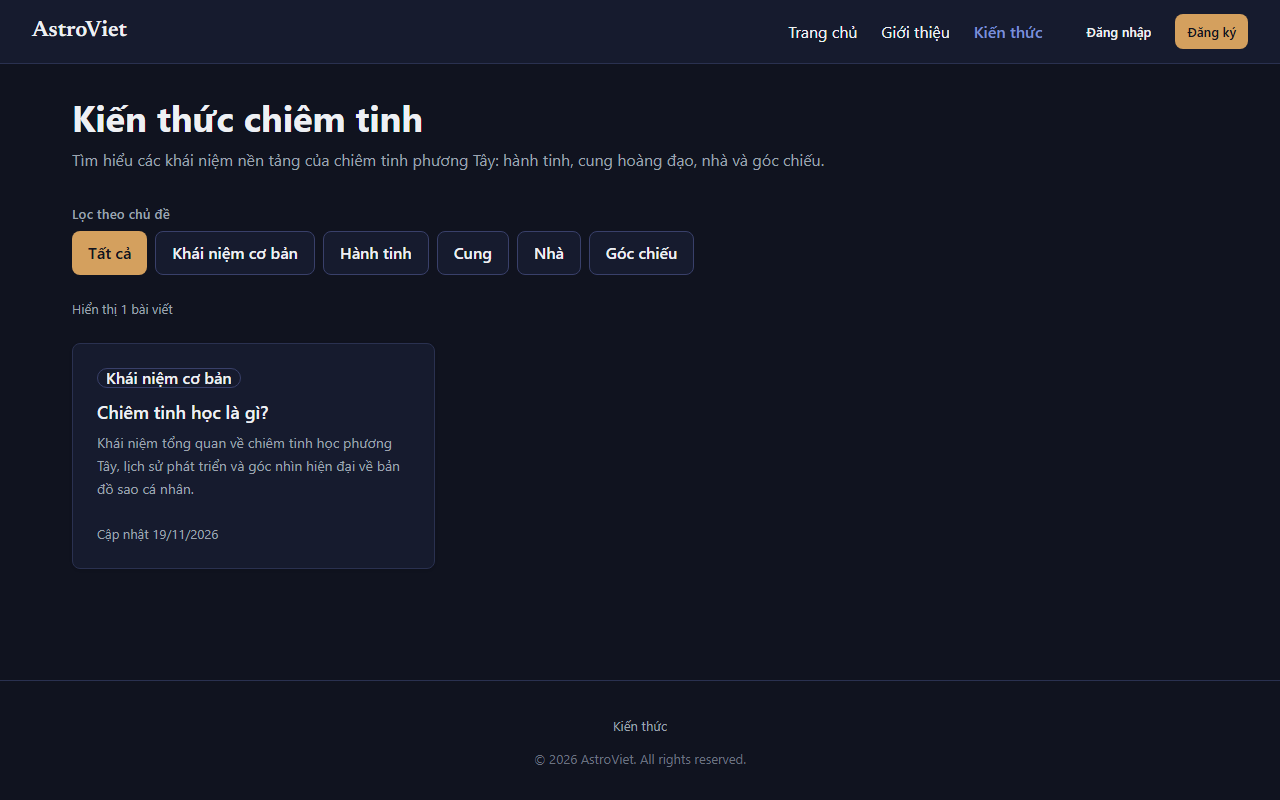 AstroViet
Trang chủ
Giới thiệu
Kiến thức
Đăng nhập
Đăng ký
Kiến thức chiêm tinh
Tìm hiểu các khái niệm nền tảng của chiêm tinh phương Tây: hành tinh, cung hoàng đạo, nhà và góc chiếu.
Lọc theo chủ đề
Tất cả
Khái niệm cơ bản
Hành tinh
Cung
Nhà
Góc chiếu
Hiển thị 1 bài viết
Khái niệm cơ bản
Chiêm tinh học là gì?
Khái niệm tổng quan về chiêm tinh học phương
Tây, lịch sử phát triển và góc nhìn hiện đại về bản
đồ sao cá nhân.
Cập nhật 19/11/2026
Kiến thức
© 2026 AstroViet. All rights reserved.